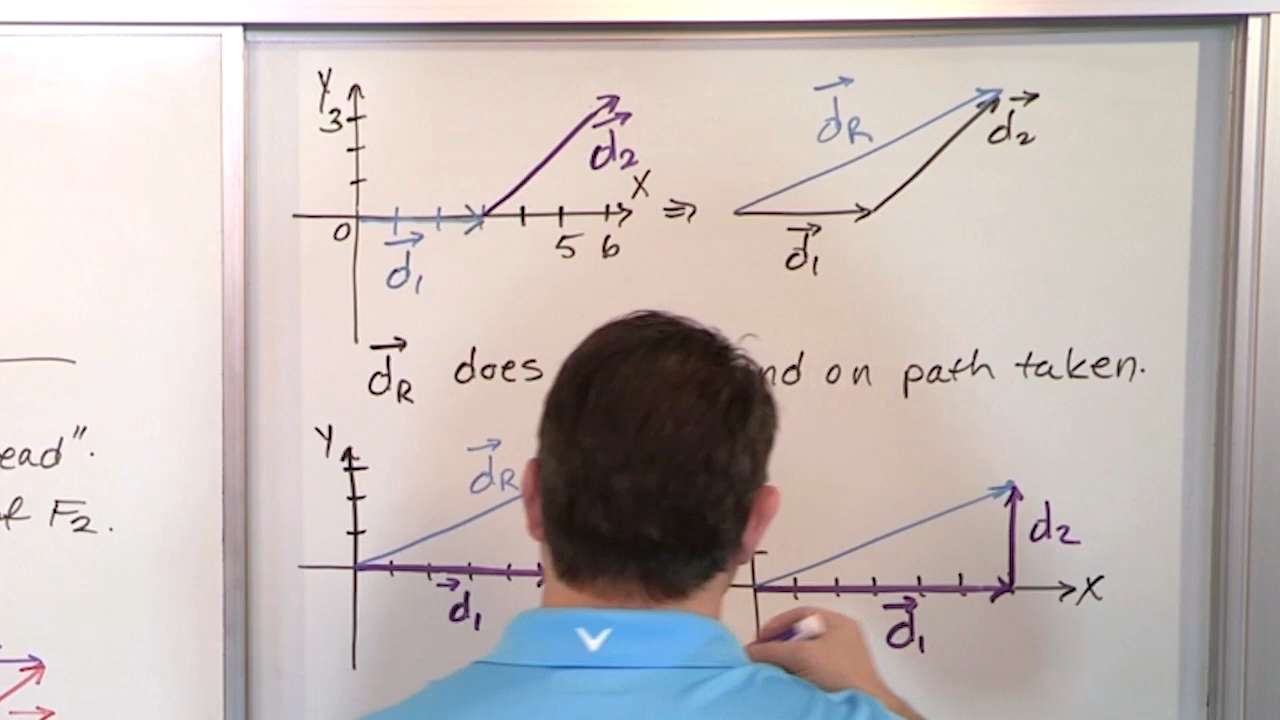 Y
3
d2
X
0
5 6
d1
⇒
dR
d2
d1
dR does on path taken.
Y
dR
d1
d2
X
d1
ead".
F2.